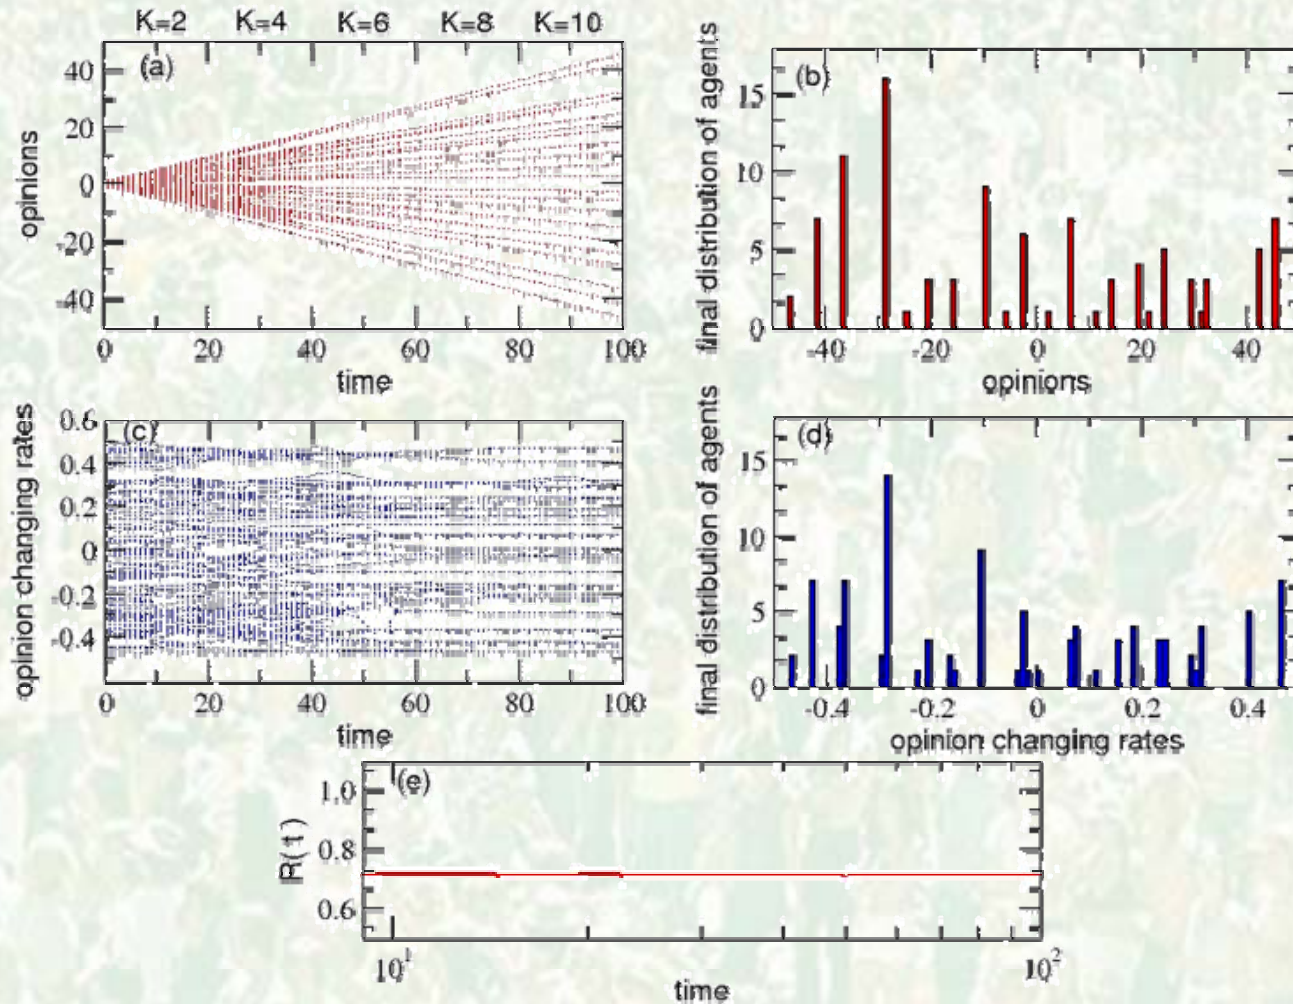 K=2 K=4 K=6 K=8 K=10
(a)
opinions
40
20
0
-20
-40
0 20 40 60 80 100
time
(b)
final distribution of agents
15
10
5
0
-40 -20 0 20 40
opinions
(c)
opinion changing rates
0.6
0.4
0.2
0
-0.2
-0.4
0 20 40 60 80 100
time
(d)
final distribution of agents
15
10
5
0
-0.4 -0.2 0 0.2 0.4
opinion changing rates
(e)
R(t)
1.0
0.8
0.6
10¹ 10²
time